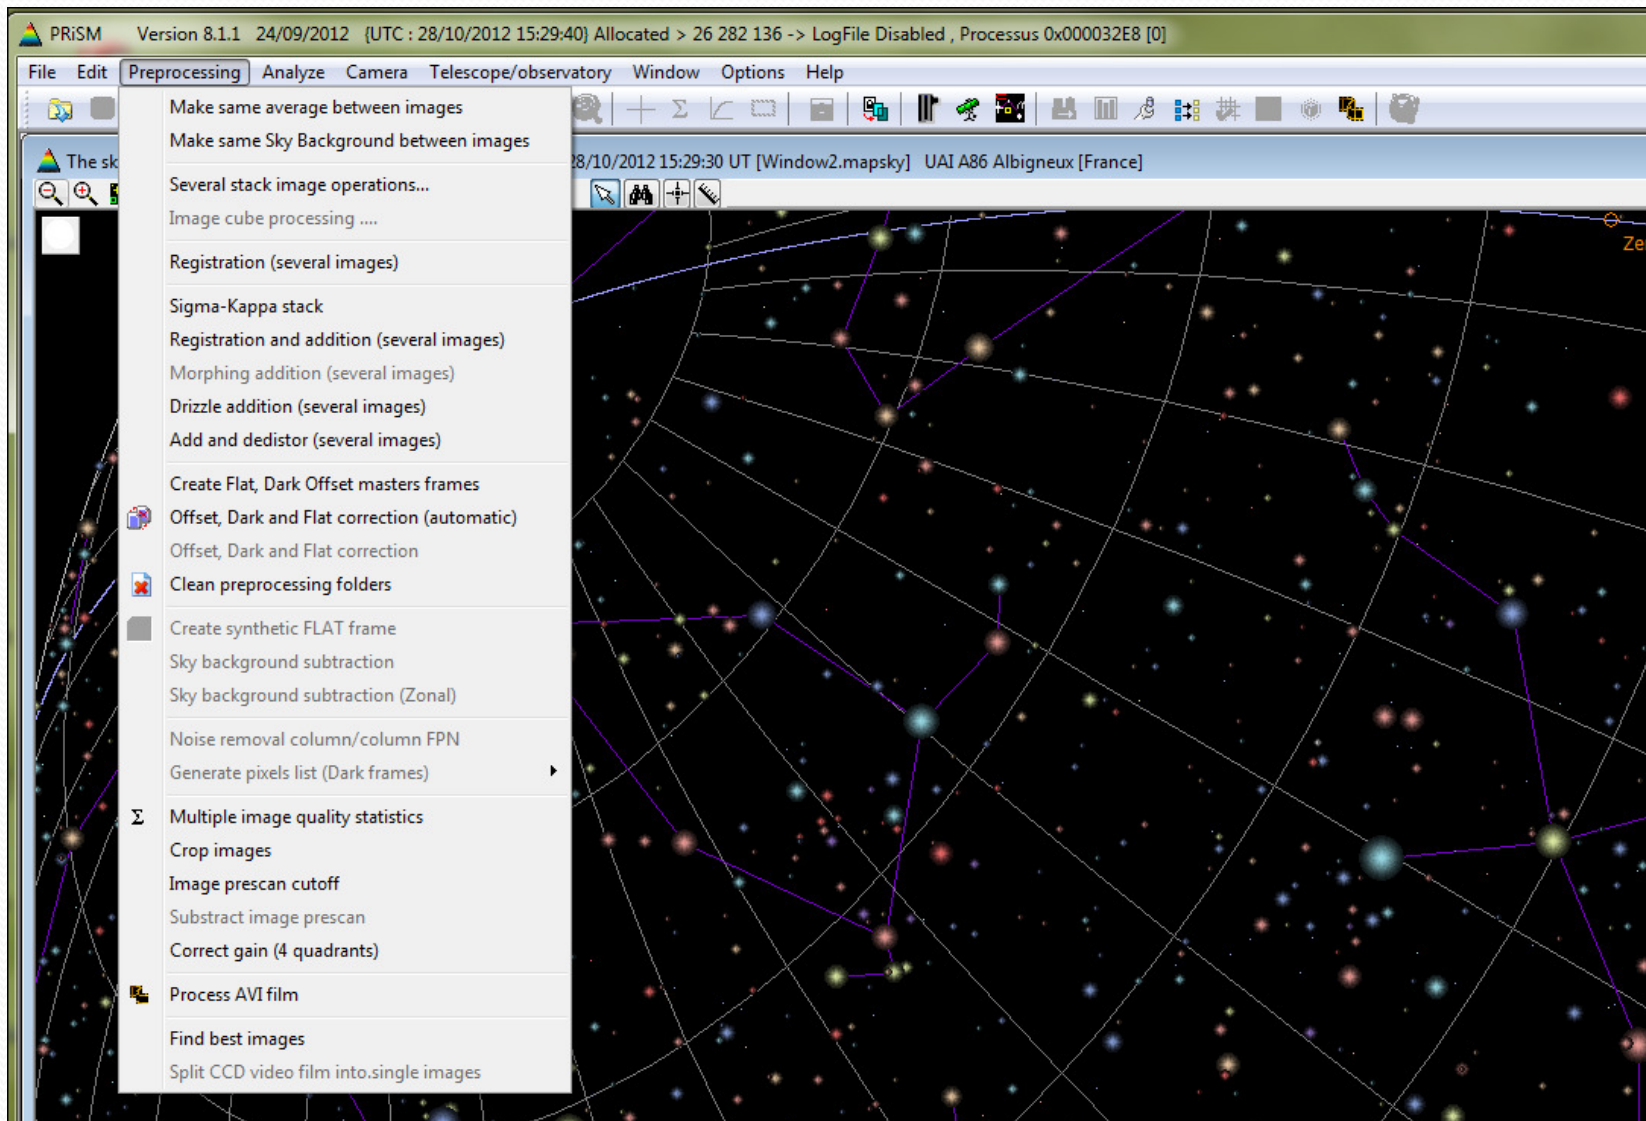 PRiSM Version 8.1.1 24/09/2012 {UTC : 28/10/2012 15:29:40} Allocated > 26 282 136 -> LogFile Disabled , Processus 0x000032E8 [0]
File Edit Preprocessing Analyze Camera Telescope/observatory Window Options Help
The sk
28/10/2012 15:29:30 UT [Window2.mapsky] UAI A86 Albigneux [France]
Make same average between images
Make same Sky Background between images
Several stack image operations...
Image cube processing ....
Registration (several images)
Sigma-Kappa stack
Registration and addition (several images)
Morphing addition (several images)
Drizzle addition (several images)
Add and dedistor (several images)
Create Flat, Dark Offset masters frames
Offset, Dark and Flat correction (automatic)
Offset, Dark and Flat correction
Clean preprocessing folders
Create synthetic FLAT frame
Sky background subtraction
Sky background subtraction (Zonal)
Noise removal column/column FPN
Generate pixels list (Dark frames)
Σ Multiple image quality statistics
Crop images
Image prescan cutoff
Substract image prescan
Correct gain (4 quadrants)
Process AVI film
Find best images
Split CCD video film into.single images
Ze